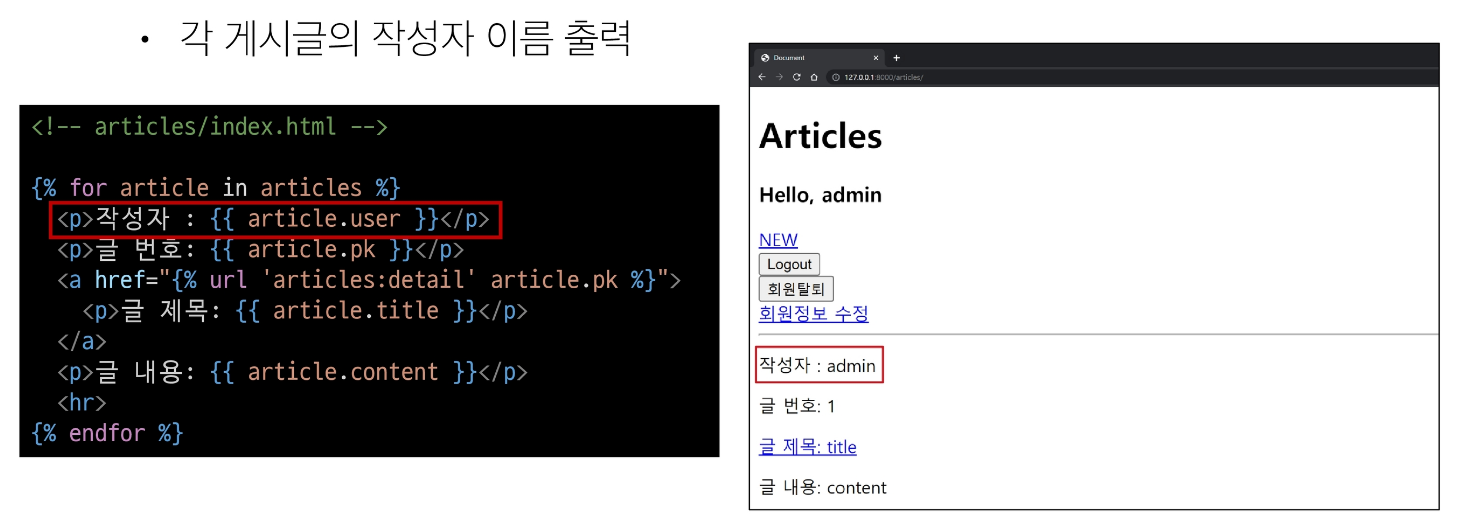 • 각 게시글의 작성자 이름 출력
<!-- articles/index.html -->
{% for article in articles %}
<p>작성자 : {{ article.user }}</p>
<p>글 번호: {{ article.pk }}</p>
<a href="{% url 'articles:detail' article.pk %}">
<p>글 제목: {{ article.title }}</p>
</a>
<p>글 내용: {{ article.content }}</p>
<hr>
{% endfor %}
Document
127.0.0.1:8000/articles/
Articles
Hello, admin
NEW
Logout
회원탈퇴
회원정보 수정
작성자 : admin
글 번호: 1
글 제목: title
글 내용: content